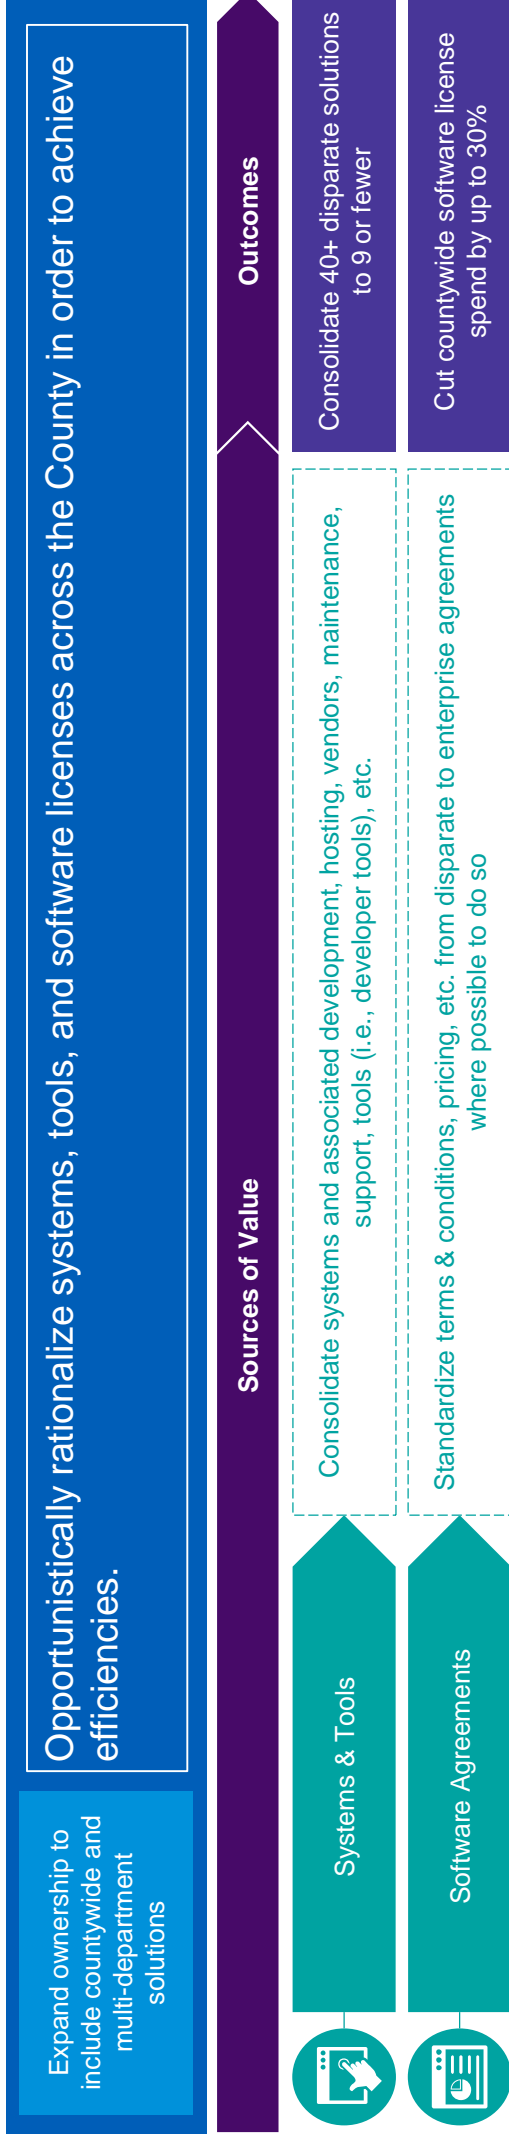 Expand ownership to
include countywide and
multi-department
solutions
Opportunistically rationalize systems, tools, and software licenses across the County in order to achieve
efficiencies.
Sources of Value
Outcomes
Systems & Tools
Consolidate systems and associated development, hosting, vendors, maintenance,
support, tools (i.e., developer tools), etc.
Consolidate 40+ disparate solutions
to 9 or fewer
Software Agreements
Standardize terms & conditions, pricing, etc. from disparate to enterprise agreements
where possible to do so
Cut countywide software license
spend by up to 30%